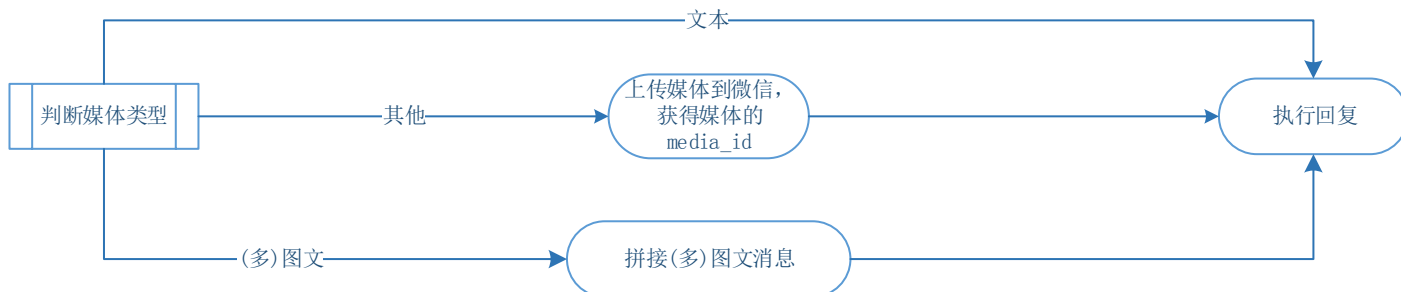 文本
判断媒体类型
其他
上传媒体到微信，
获得媒体的
media_id
执行回复
(多)图文
拼接(多)图文消息